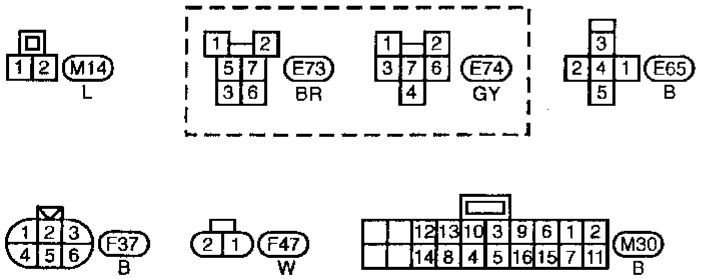 1 2 M14
L
1 2
5 7
3 6
E73
BR
1 2
3 7 6
4
E74
GY
3
2 4 1
5
E65
B
1 2 3
4 5 6
F37
B
2 1 F47
W
12 13 10 3 9 6 1 2
14 8 4 5 16 15 7 11
M30
B